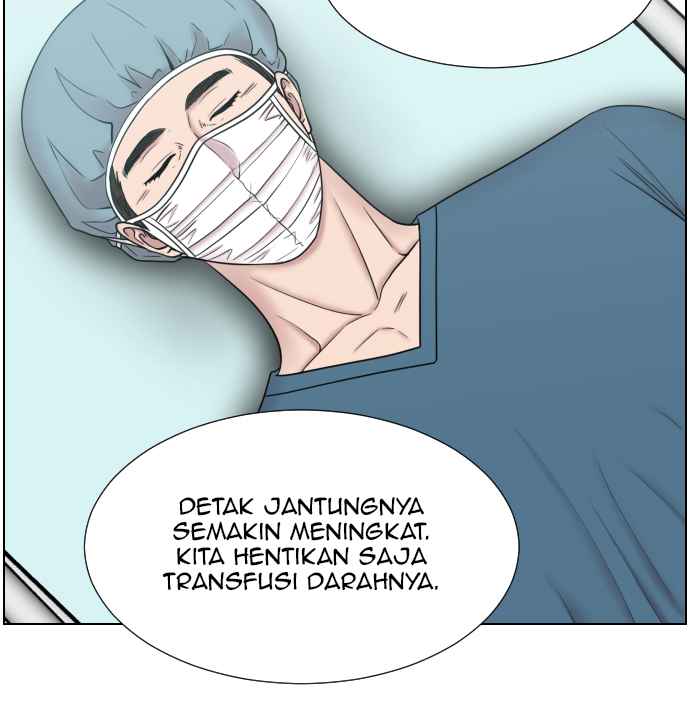 DETAK JANTUNGNYA
SEMAKIN MENINGKAT.
KITA HENTIKAN SAJA
TRANSFUSI DARAHNYA.